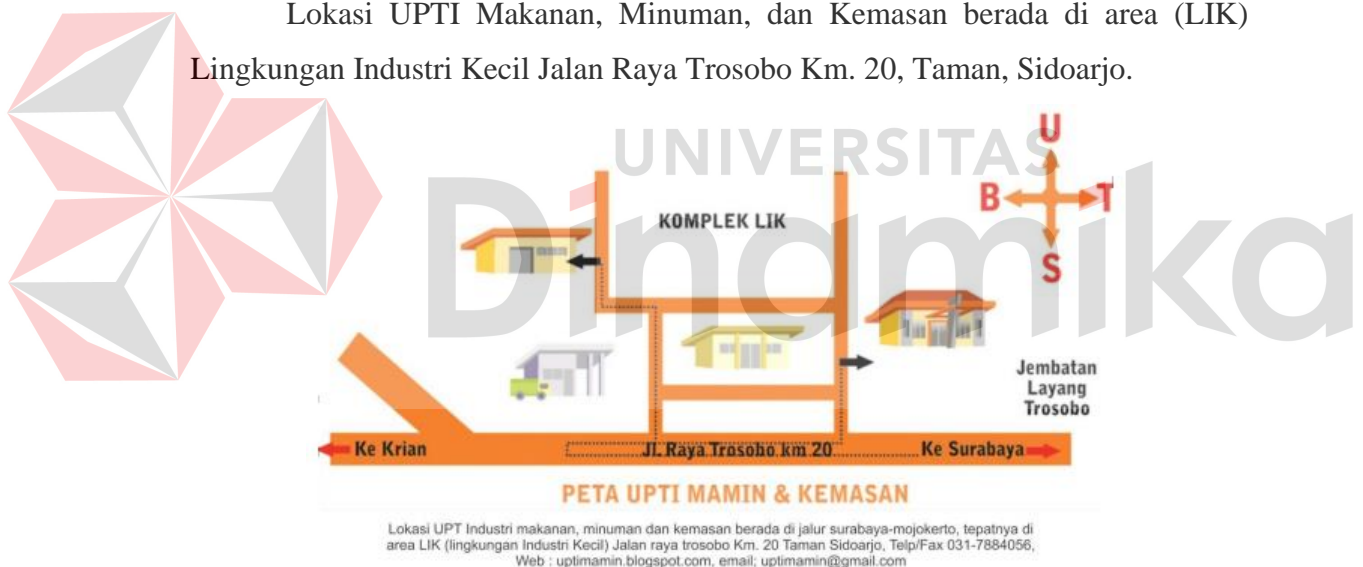 Lokasi UPTI Makanan, Minuman, dan Kemasan berada di area (LIK)
Lingkungan Industri Kecil Jalan Raya Trosobo Km. 20, Taman, Sidoarjo.
UNIVERSITAS
Dinamika
U
B
T
S
KOMPLEK LIK
Jembatan
Layang
Trosobo
Ke Krian
Jl. Raya Trosobo km 20
Ke Surabaya
PETA UPTI MAMIN & KEMASAN
Lokasi UPT Industri makanan, minuman dan kemasan berada di jalur surabaya-mojokerto, tepatnya di
area LIK (lingkungan Industri Kecil) Jalan raya trosobo Km. 20 Taman Sidoarjo, Telp/Fax 031-7884056,
Web : uptimamin.blogspot.com, email; uptimamin@gmail.com